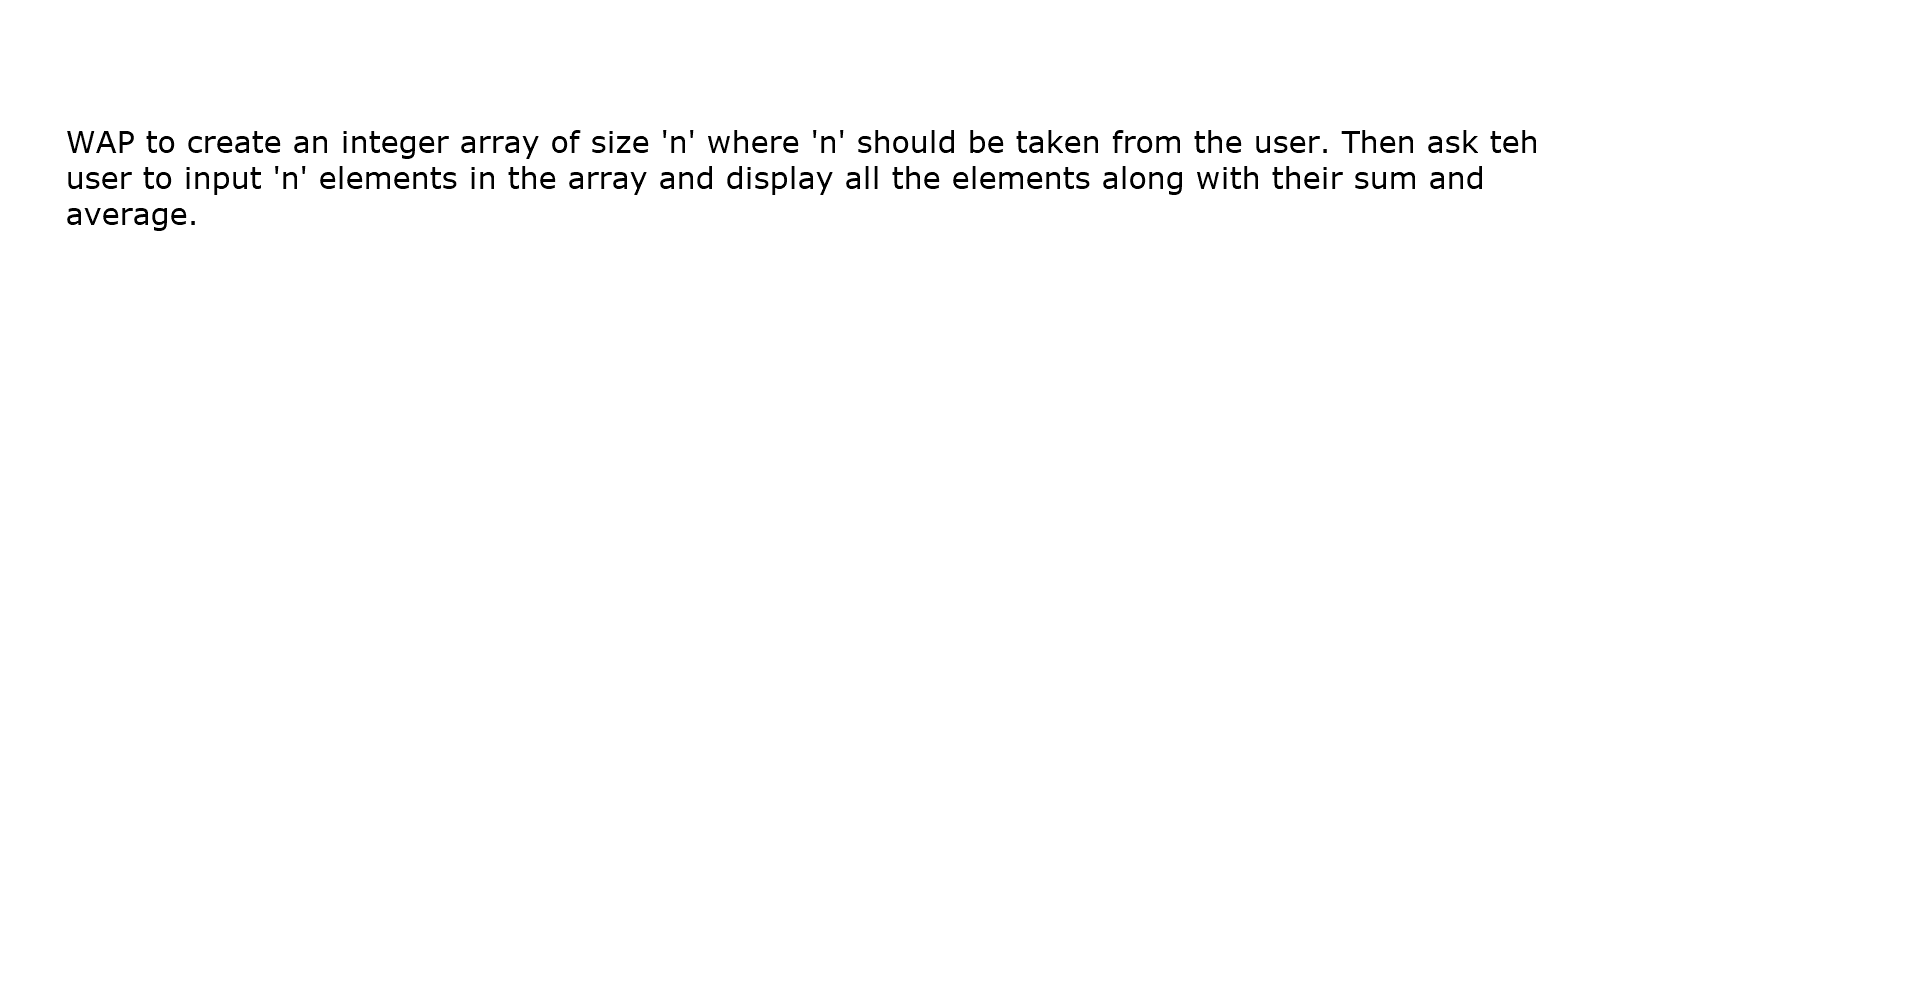 WAP to create an integer array of size 'n' where 'n' should be taken from the user. Then ask teh
user to input 'n' elements in the array and display all the elements along with their sum and
average.